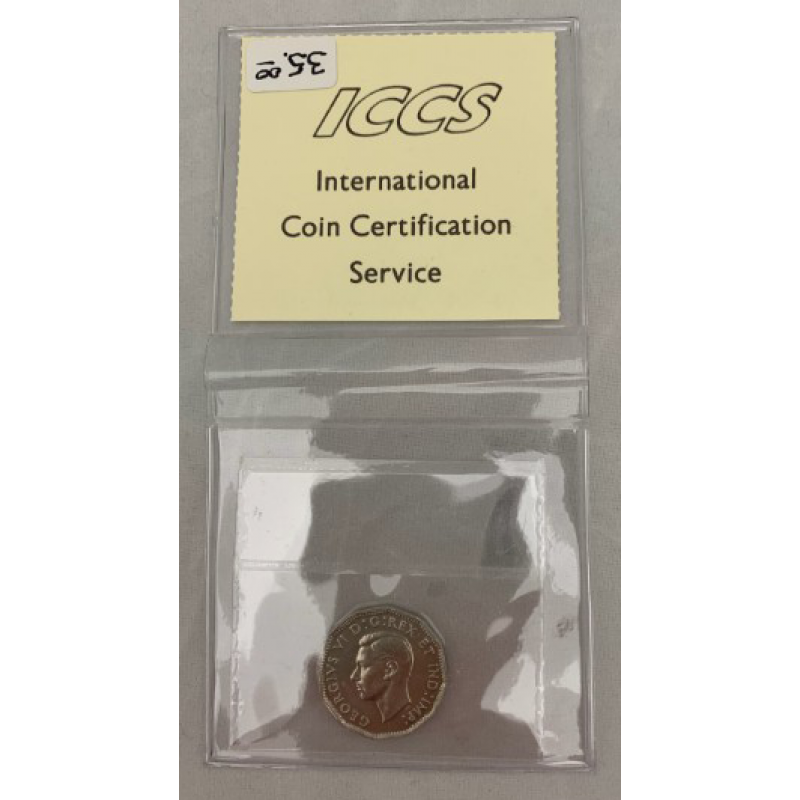 35.00
ICCS
International
Coin Certification
Service
GEORGIVS VI D:G:REX ET IND:IMP: